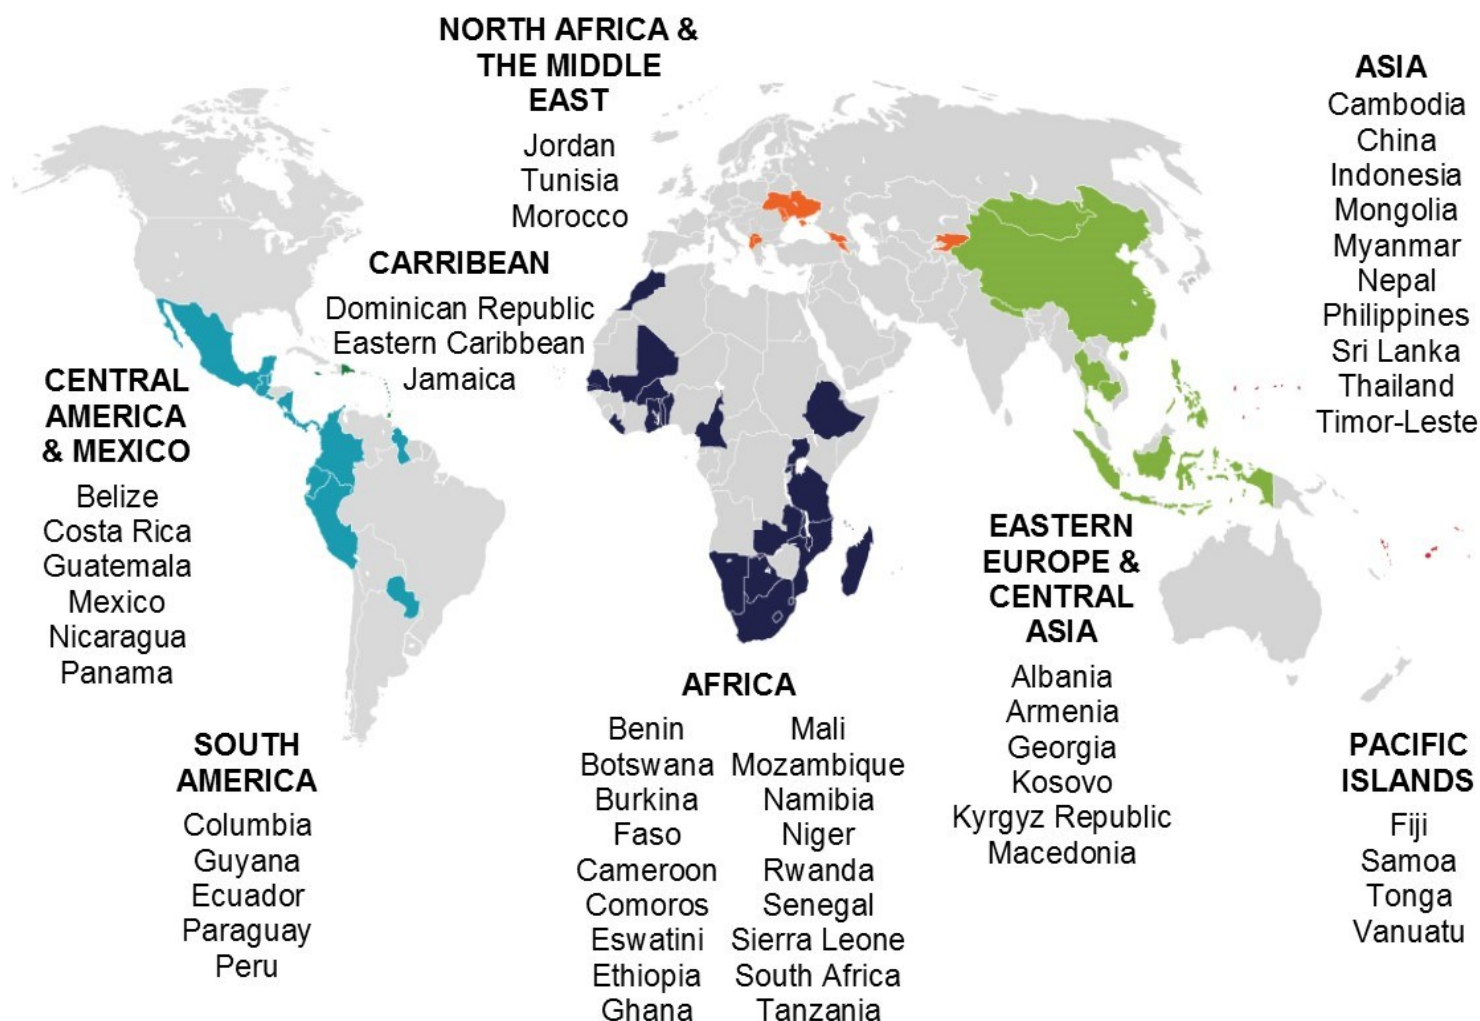 NORTH AFRICA &
THE MIDDLE
EAST
Jordan
Tunisia
Morocco
CARRIBEAN
Dominican Republic
Eastern Caribbean
Jamaica
CENTRAL
AMERICA
& MEXICO
Belize
Costa Rica
Guatemala
Mexico
Nicaragua
Panama
SOUTH
AMERICA
Columbia
Guyana
Ecuador
Paraguay
Peru
AFRICA
Benin
Botswana
Burkina
Faso
Cameroon
Comoros
Eswatini
Ethiopia
Ghana
Mali
Mozambique
Namibia
Niger
Rwanda
Senegal
Sierra Leone
South Africa
Tanzania
EASTERN
EUROPE &
CENTRAL
ASIA
Albania
Armenia
Georgia
Kosovo
Kyrgyz Republic
Macedonia
ASIA
Cambodia
China
Indonesia
Mongolia
Myanmar
Nepal
Philippines
Sri Lanka
Thailand
Timor-Leste
PACIFIC
ISLANDS
Fiji
Samoa
Tonga
Vanuatu